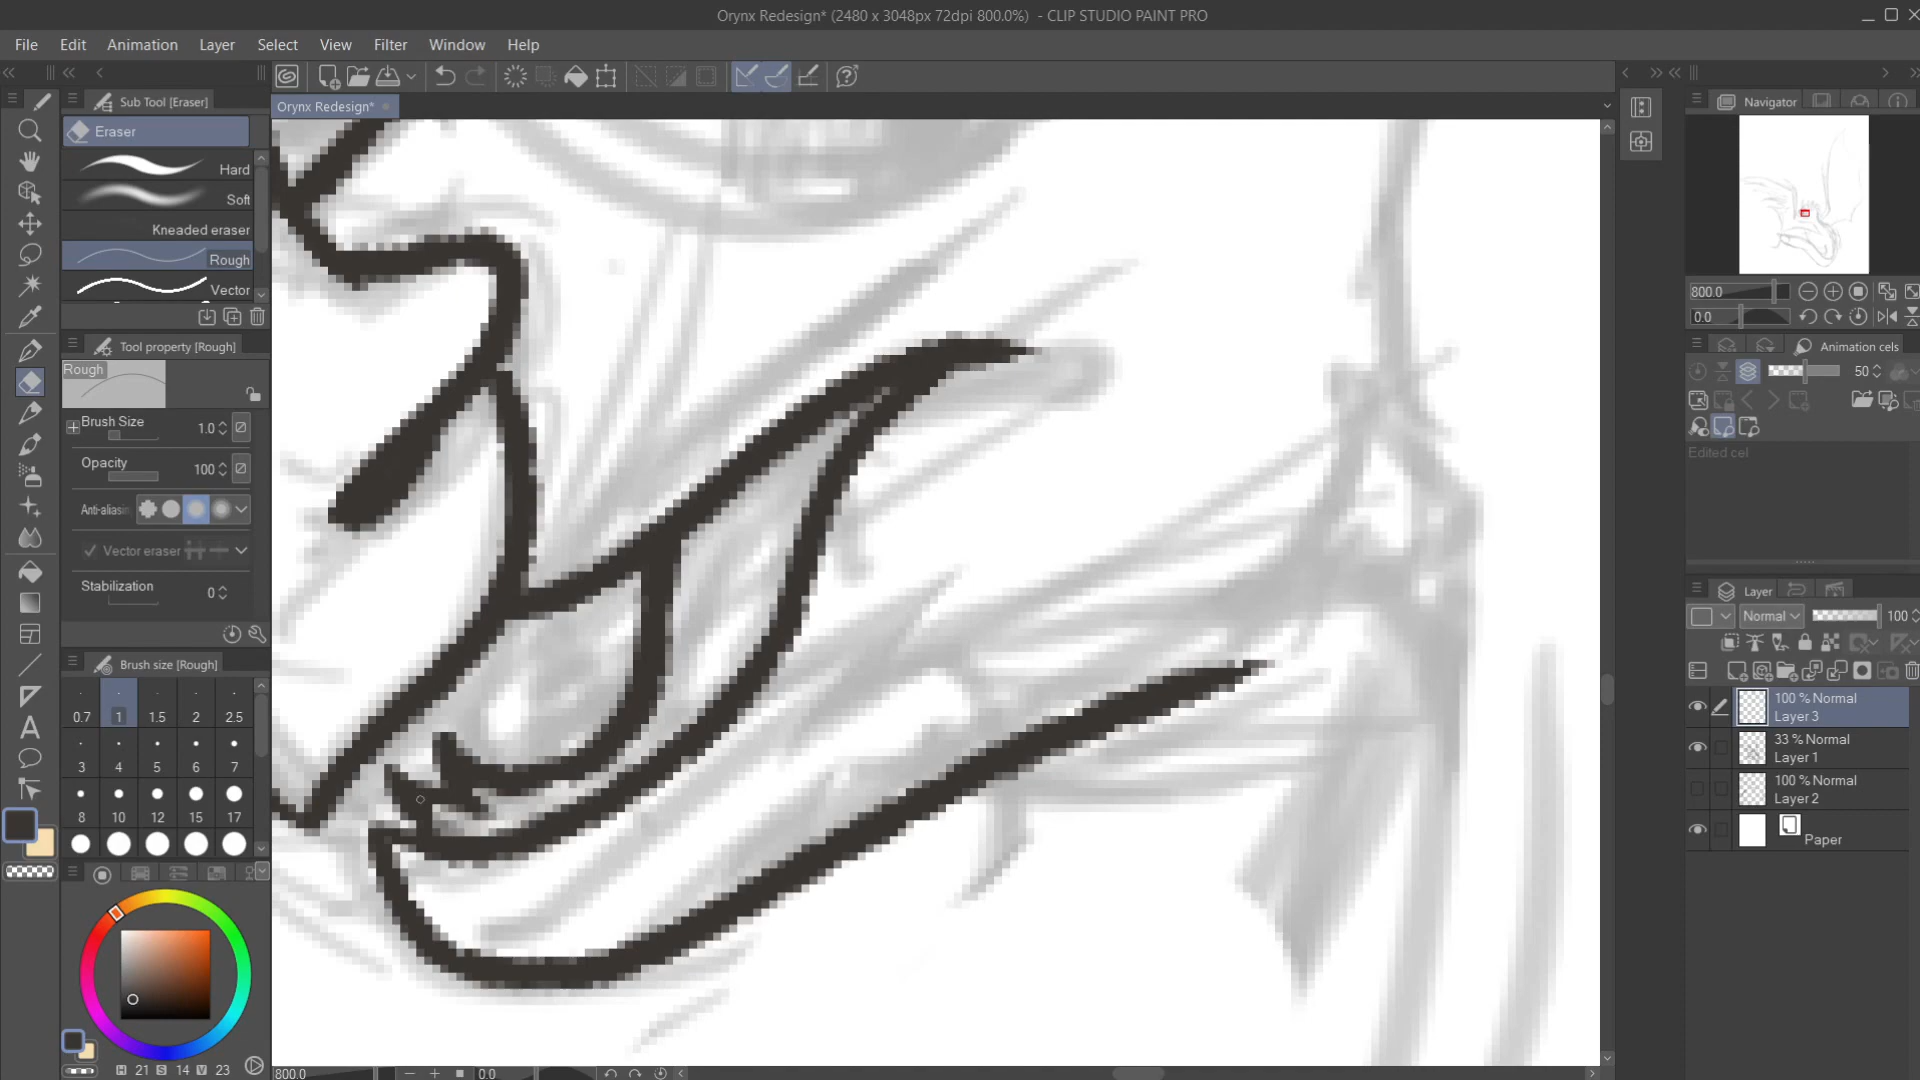 Orynx Redesign* (2480 x 3048px 72dpi 800.0%) - CLIP STUDIO PAINT PRO
File Edit Animation Layer Select View Filter Window Help
Sub Tool [Eraser]
Orynx Redesign*
Navigator
Eraser
Hard
Soft
Kneaded eraser
Rough
Vector
800.0
0.0
Tool property [Rough]
Animation cels
Rough
50
Brush Size 1.0
Edited cel
Opacity 100
Anti-aliasin
Vector eraser
Stabilization 0
Layer
Normal 100
Brush size [Rough]
0.7 1 1.5 2 2.5
100 % Normal
Layer 3
33 % Normal
Layer 1
3 4 5 6 7
100 % Normal
Layer 2
8 10 12 15 17
Paper
A
H 21 S 14 V 23
800.0 0.0